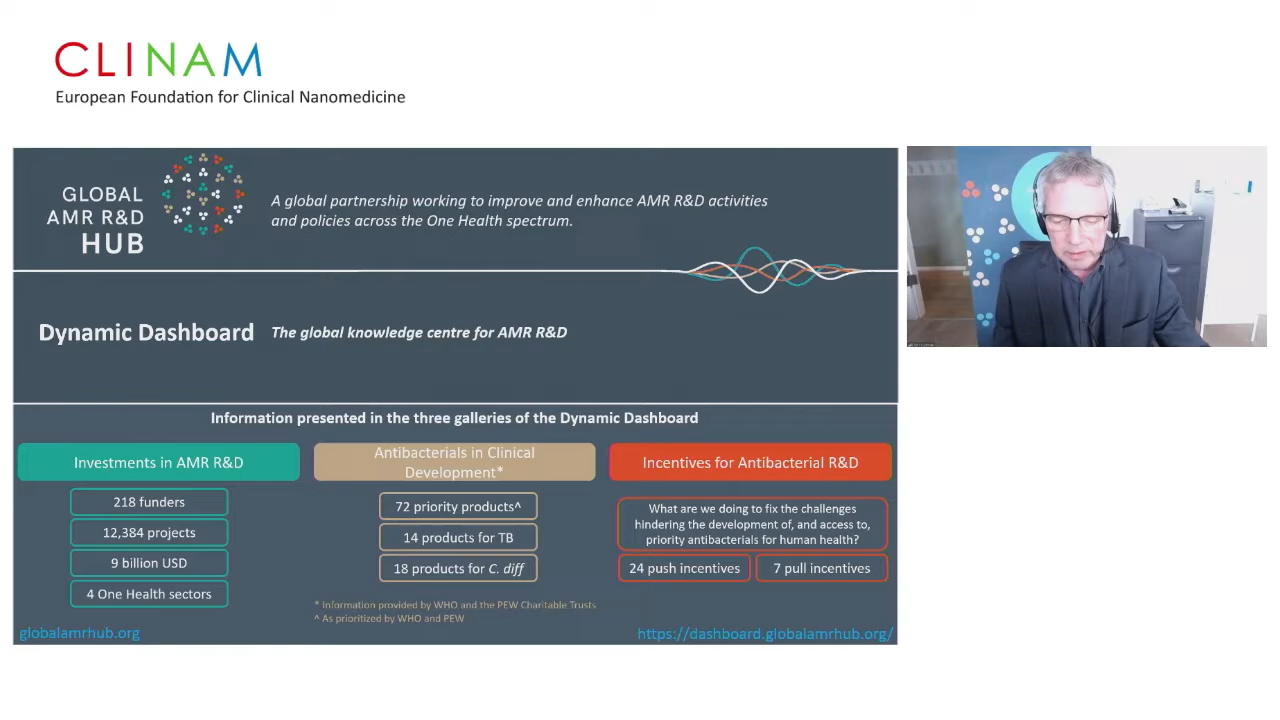 CLINAM
European Foundation for Clinical Nanomedicine
GLOBAL
AMR R&D
HUB
A global partnership working to improve and enhance AMR R&D activities
and policies across the One Health spectrum.
Dynamic Dashboard
The global knowledge centre for AMR R&D
Information presented in the three galleries of the Dynamic Dashboard
Investments in AMR R&D
218 funders
12,384 projects
9 billion USD
4 One Health sectors
Antibacterials in Clinical
Development*
72 priority products^
14 products for TB
18 products for C. diff
* Information provided by WHO and the PEW Charitable Trusts
^ As prioritized by WHO and PEW
Incentives for Antibacterial R&D
What are we doing to fix the challenges
hindering the development of, and access to,
priority antibacterials for human health?
24 push incentives
7 pull incentives
globalamrhub.org
https://dashboard.globalamrhub.org/